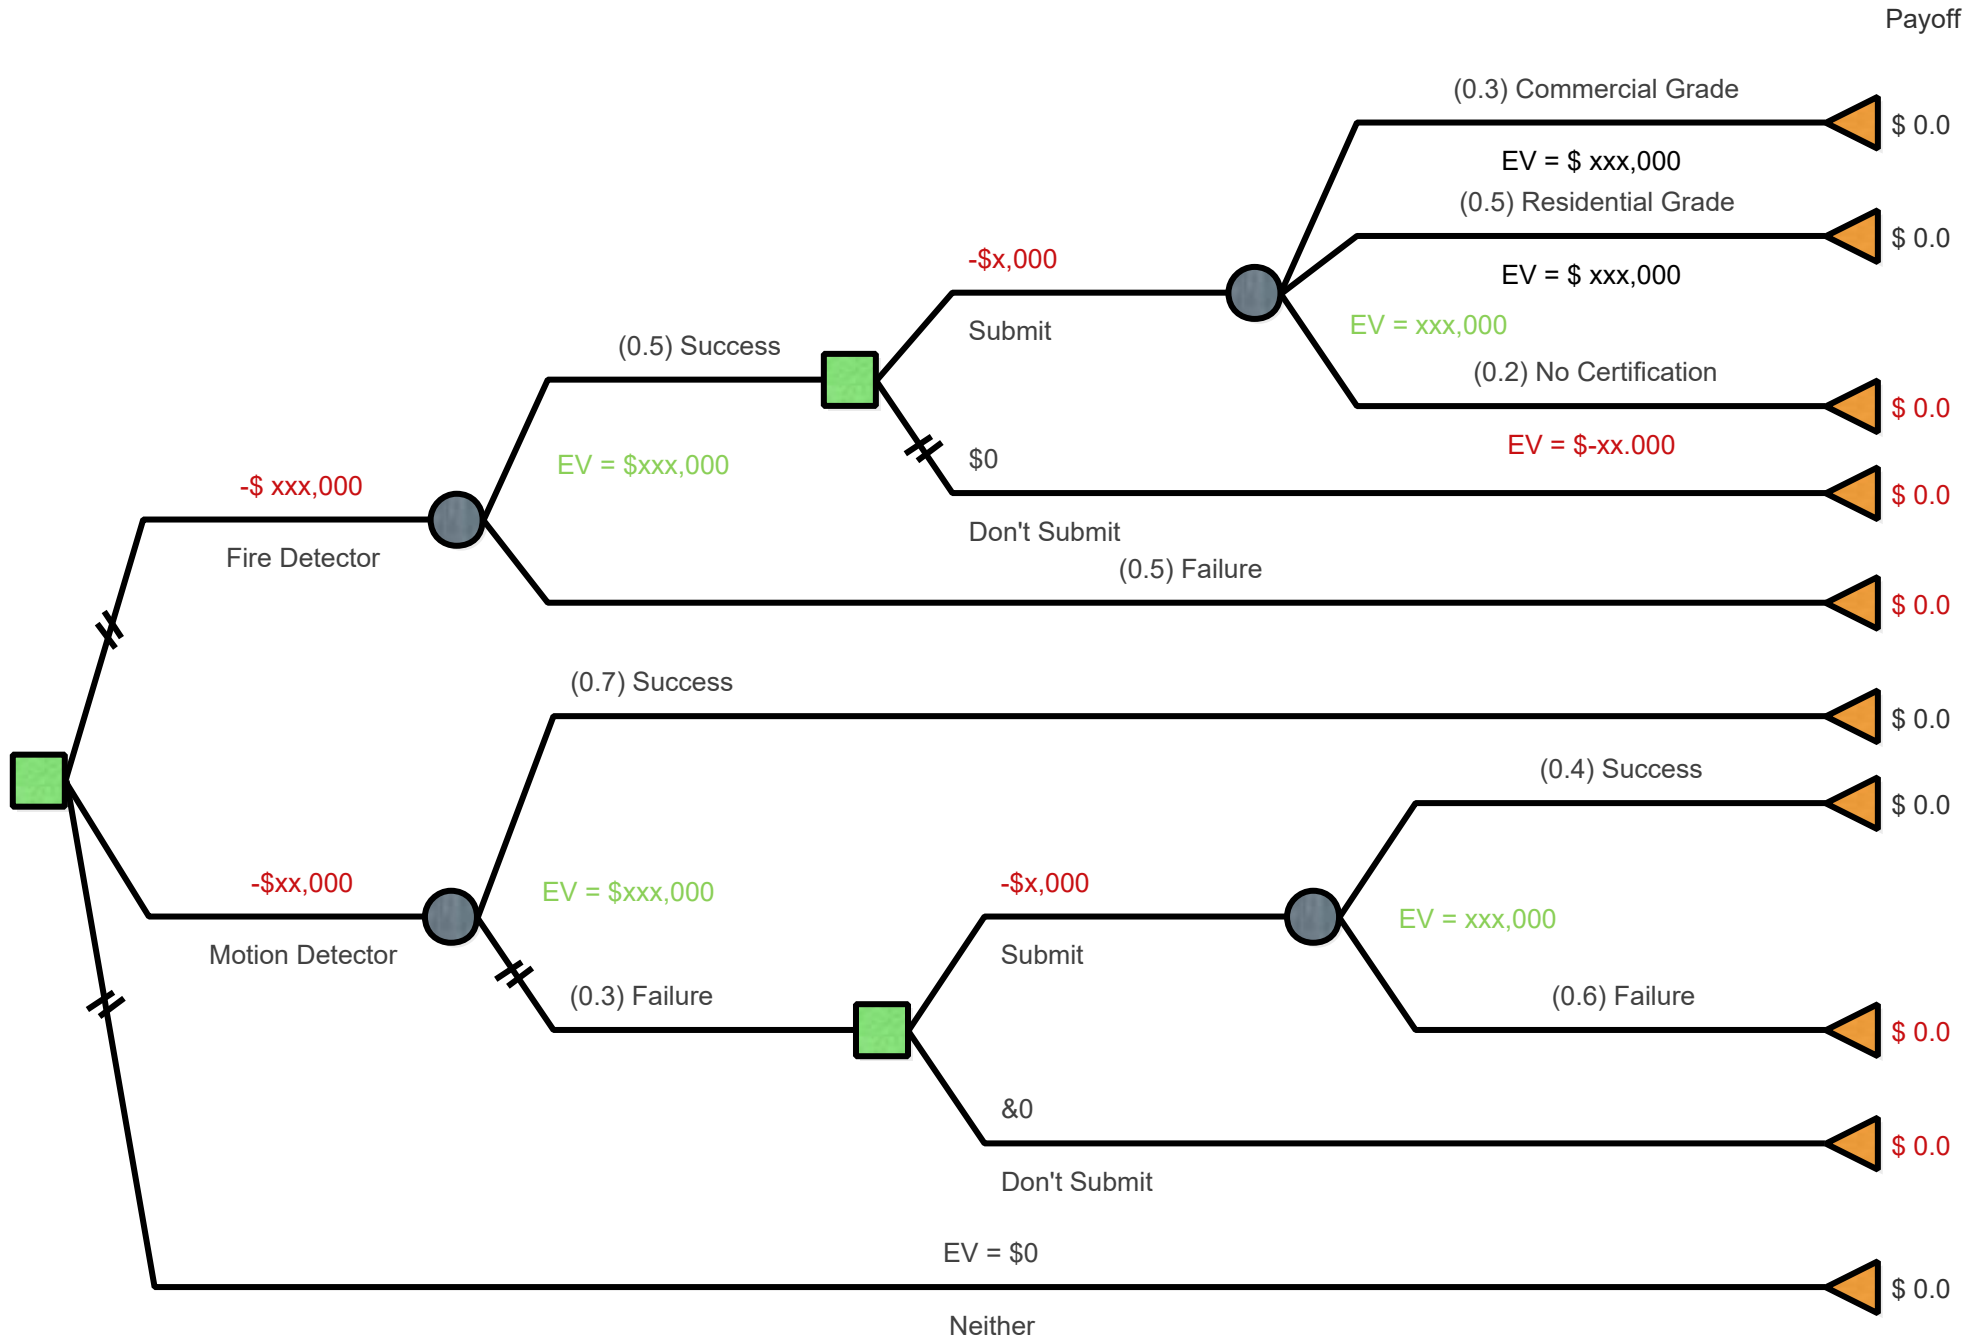 Payoff
(0.3) Commercial Grade
$ 0.0
EV = $ xxx,000
(0.5) Residential Grade
$ 0.0
-$x,000
EV = $ xxx,000
Submit
EV = xxx,000
(0.5) Success
(0.2) No Certification
$ 0.0
EV = $-xx.000
$0
EV = $xxx,000
-$ xxx,000
$ 0.0
Don't Submit
Fire Detector
(0.5) Failure
$ 0.0
(0.7) Success
$ 0.0
(0.4) Success
$ 0.0
-$xx,000
EV = $xxx,000
-$x,000
EV = xxx,000
Motion Detector
Submit
(0.3) Failure
(0.6) Failure
$ 0.0
&0
$ 0.0
Don't Submit
EV = $0
$ 0.0
Neither